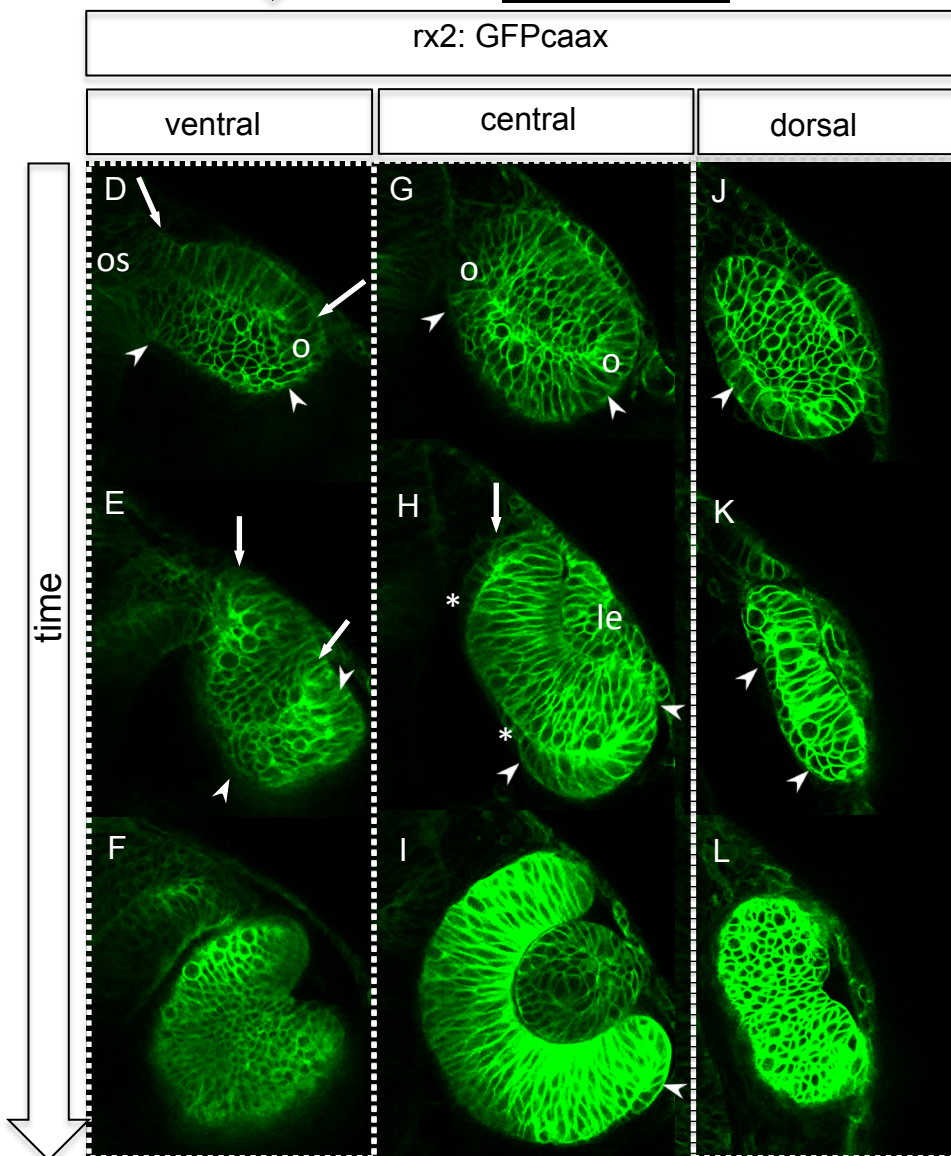 rx2: GFPcaax
ventral
central
dorsal
time
D
os
o
G
o
o
J
E
H
*
le
*
K
F
I
L